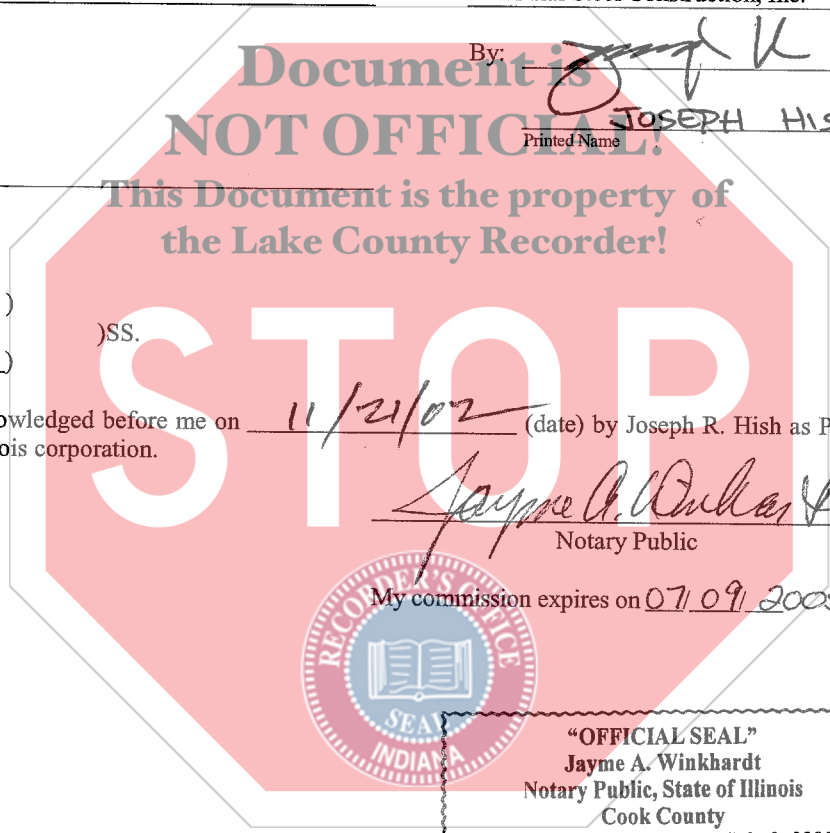 By:
Document is
NOT OFFICIAL!
JOSEPH HIS
Printed Name
This Document is the property of
the Lake County Recorder!
)
)SS.
)
STOP
owledged before me on 11/21/02 (date) by Joseph R. Hish as P
ois corporation.
Jayme A. Winkhardt
Notary Public
My commission expires on 07/09/200
RECORDER'S OFFICE
SEAL
INDIANA
"OFFICIAL SEAL"
Jayme A. Winkhardt
Notary Public, State of Illinois
Cook County